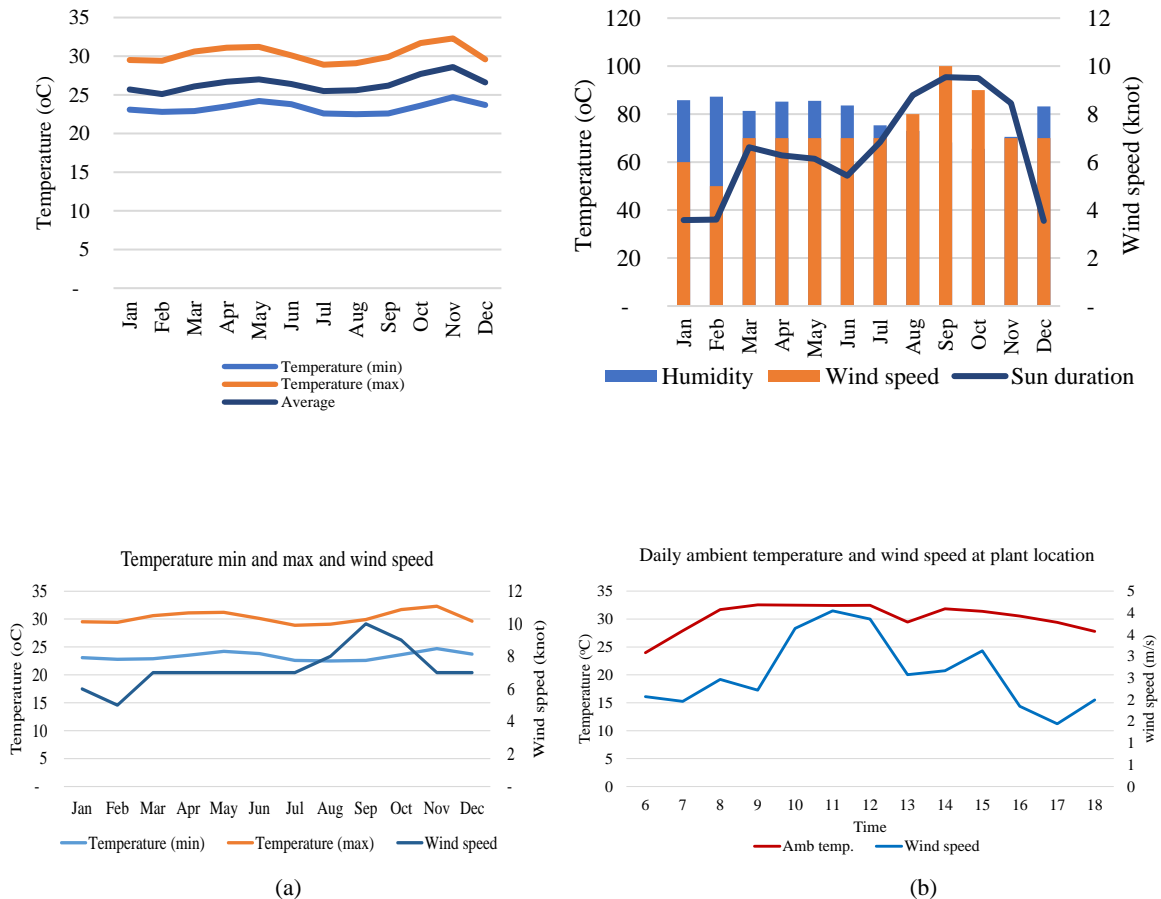 35
30
25
20
15
10
5
-
Temperature (oC)
Jan Feb Mar Apr May Jun Jul Aug Sep Oct Nov Dec
Temperature (min)
Temperature (max)
Average
120
100
80
60
40
20
-
Temperature (oC)
12
10
8
6
4
2
-
Wind speed (knot)
Jan Feb Mar Apr May Jun Jul Aug Sep Oct Nov Dec
Humidity Wind speed Sun duration
Temperature min and max and wind speed
35
30
25
20
15
10
5
-
Temperature (oC)
12
10
8
6
4
2
-
Wind spped (knot)
Jan Feb Mar Apr May Jun Jul Aug Sep Oct Nov Dec
Temperature (min) Temperature (max) Wind speed
(a)
Daily ambient temperature and wind speed at plant location
35
30
25
20
15
10
5
0
Temperature (°C)
5
4
4
3
3
2
2
1
1
0
wind speed (m/s)
6 7 8 9 10 11 12 13 14 15 16 17 18
Time
Amb temp. Wind speed
(b)